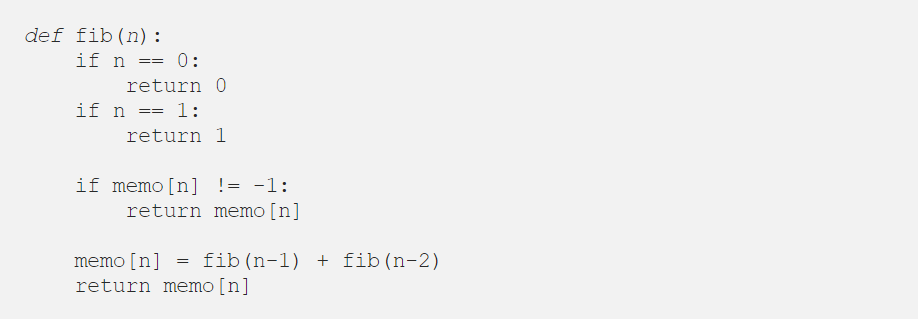 def fib(n):
    if n == 0:
        return 0
    if n == 1:
        return 1

    if memo[n] != -1:
        return memo[n]

    memo[n] = fib(n-1) + fib(n-2)
    return memo[n]